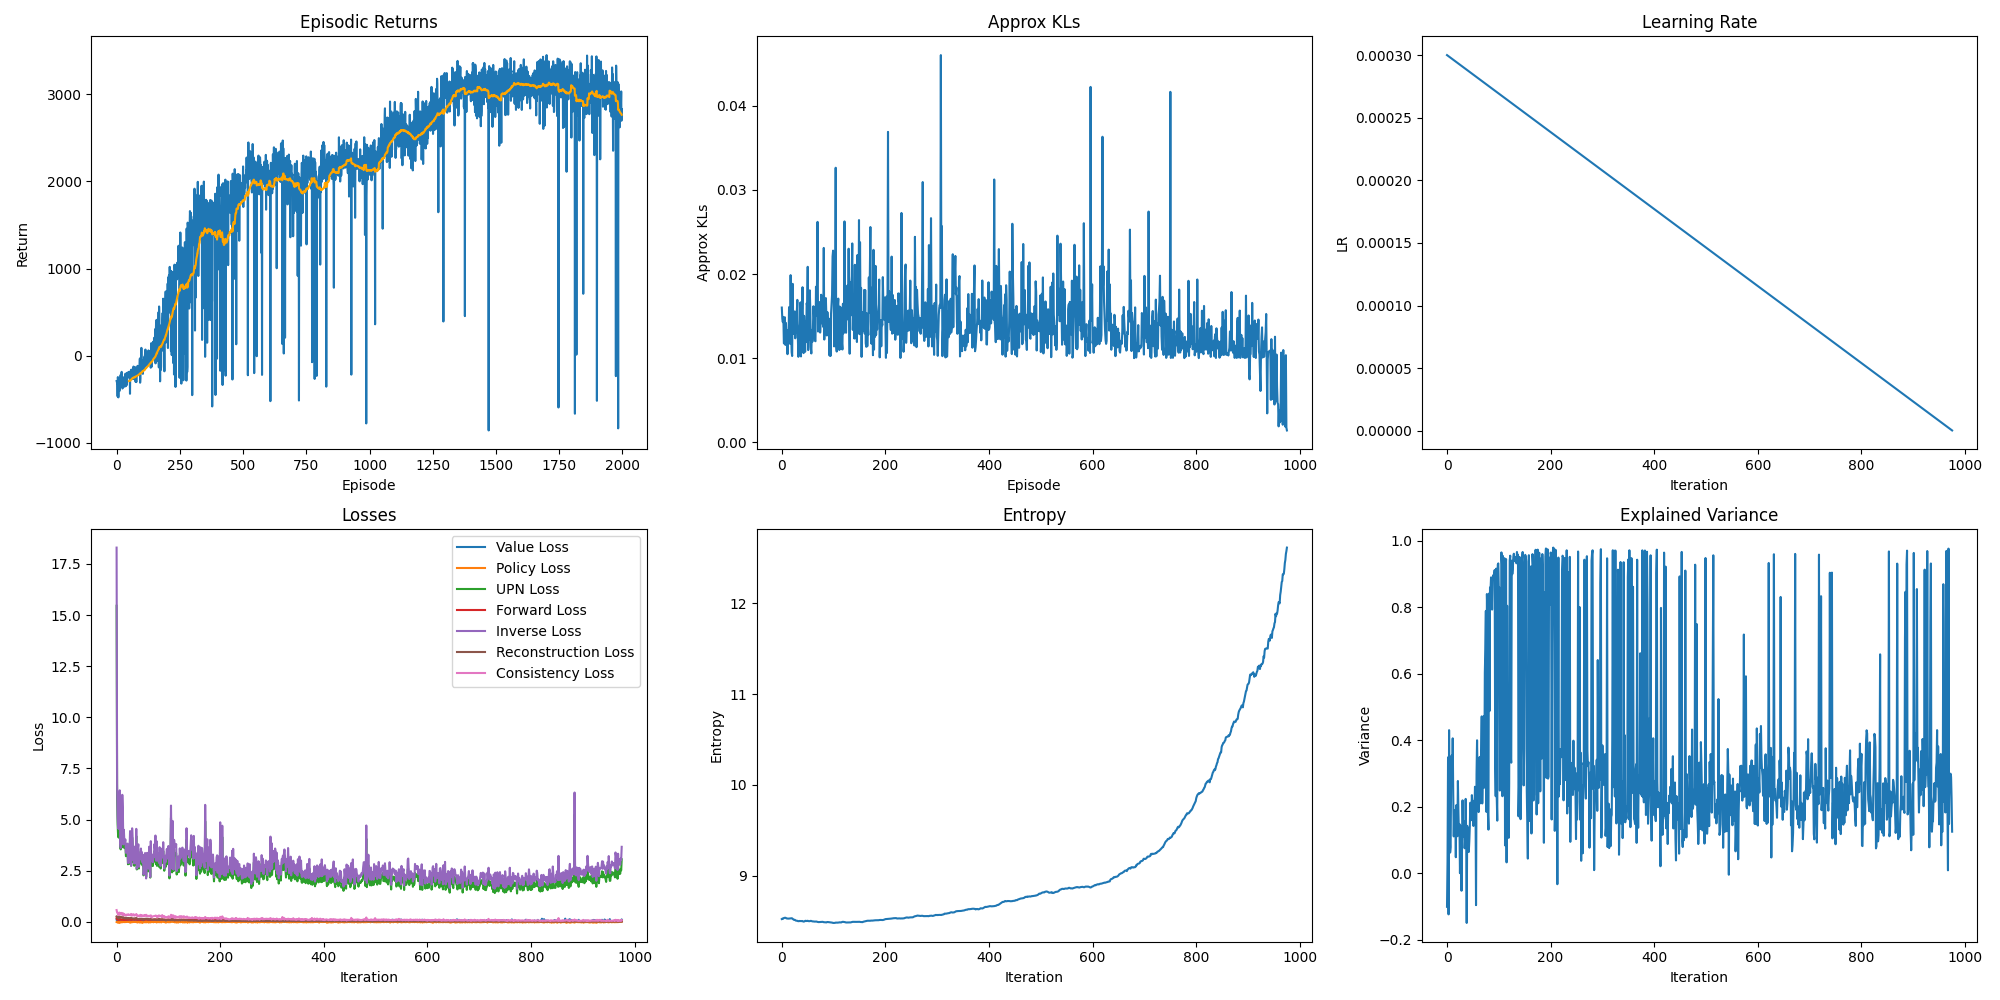 Episodic Returns
Return
3000
2000
1000
0
−1000
0 250 500 750 1000 1250 1500 1750 2000
Episode
Approx KLs
Approx KLs
0.04
0.03
0.02
0.01
0.00
0 200 400 600 800 1000
Episode
Learning Rate
LR
0.00030
0.00025
0.00020
0.00015
0.00010
0.00005
0.00000
0 200 400 600 800 1000
Iteration
Losses
Loss
17.5
15.0
12.5
10.0
7.5
5.0
2.5
0.0
Value Loss
Policy Loss
UPN Loss
Forward Loss
Inverse Loss
Reconstruction Loss
Consistency Loss
0 200 400 600 800 1000
Iteration
Entropy
Entropy
12
11
10
9
0 200 400 600 800 1000
Iteration
Explained Variance
Variance
1.0
0.8
0.6
0.4
0.2
0.0
−0.2
0 200 400 600 800 1000
Iteration